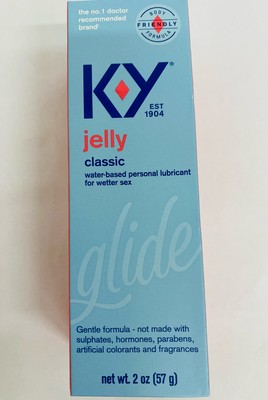 the no.1 doctor
recommended
brand†
BODY
FRIENDLY
FORMULA
KY®
EST
1904
jelly
classic
water-based personal lubricant
for wetter sex
glide
Gentle formula - not made with
sulphates, hormones, parabens,
artificial colorants and fragrances
net wt. 2 oz (57 g)